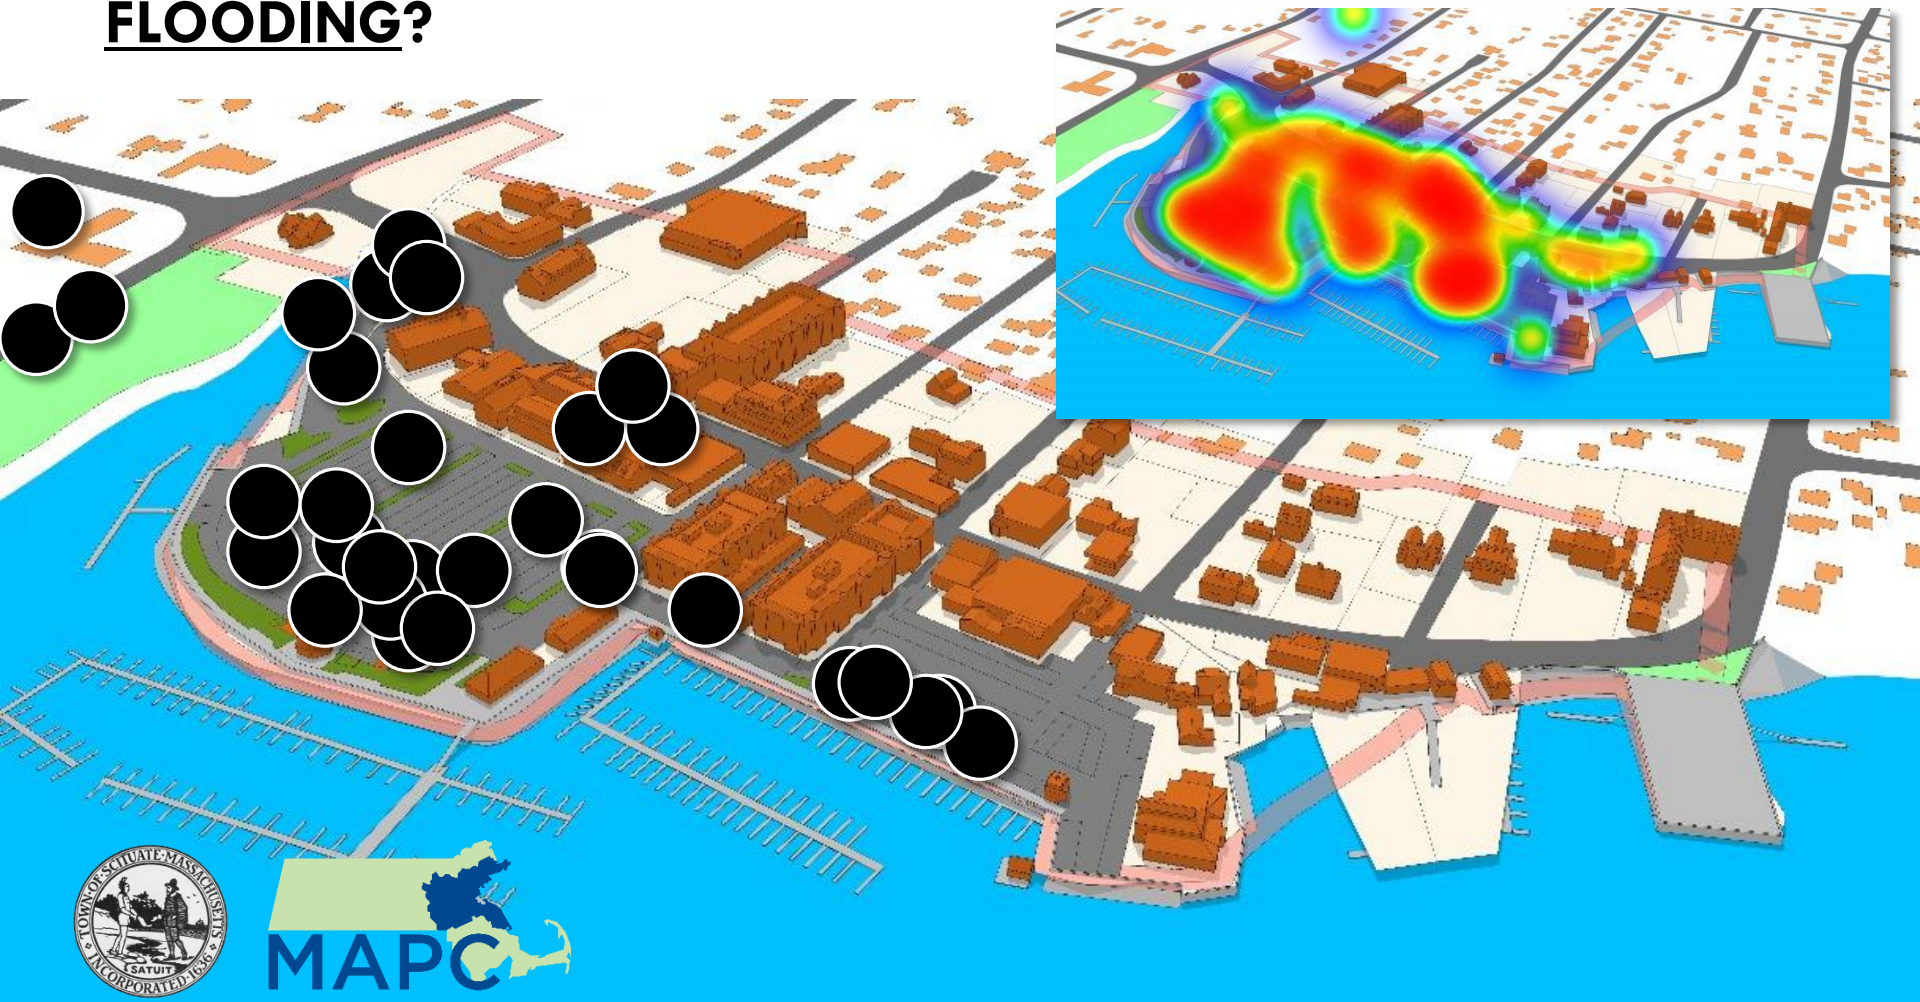 FLOODING?
TOWN·OF·SCITUATE·MASSACHUSETTS
SATUIT
INCORPORATED·1636
MAPC